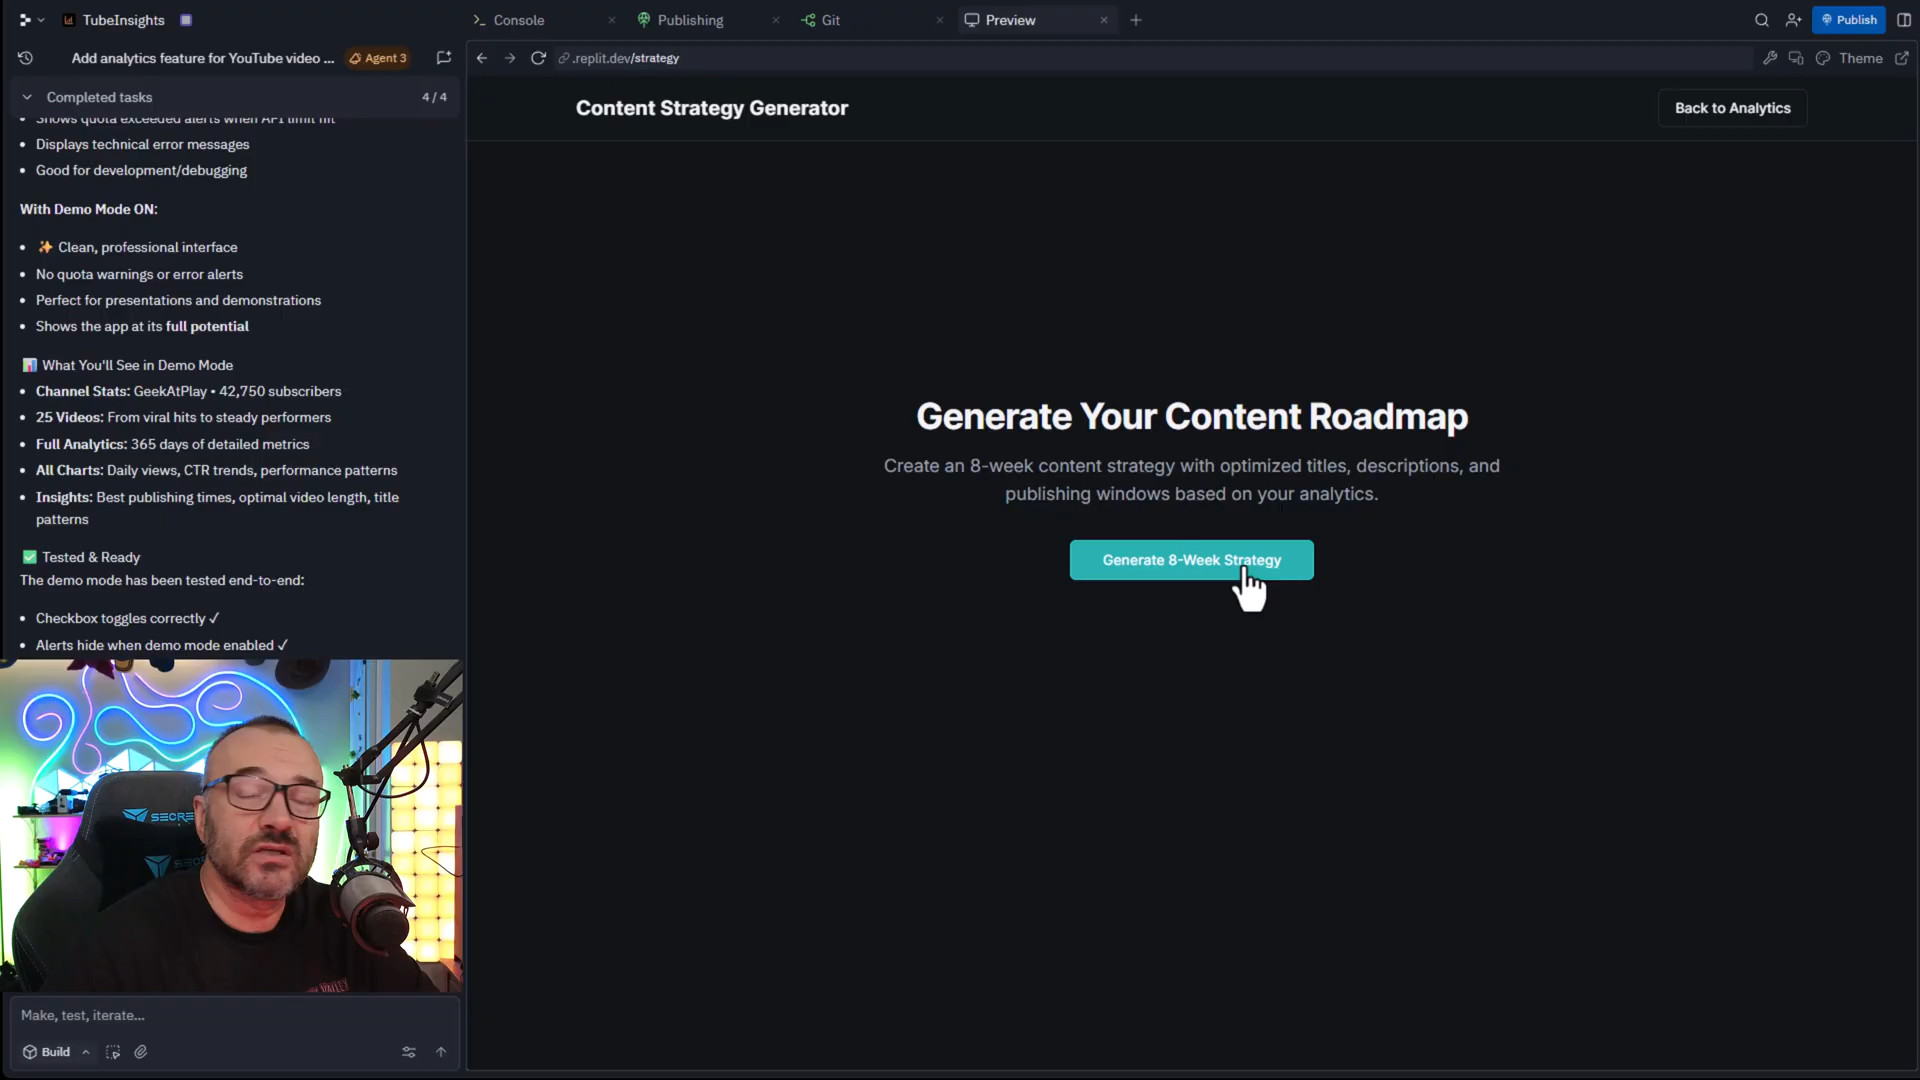 TubeInsights
Console
Publishing
Git
Preview
Publish
Add analytics feature for YouTube video ...
Agent 3
.replit.dev/strategy
Theme
Completed tasks
4 / 4
Shows quota exceeded alerts when API limit hit
Displays technical error messages
Good for development/debugging
With Demo Mode ON:
✨ Clean, professional interface
No quota warnings or error alerts
Perfect for presentations and demonstrations
Shows the app at its full potential
📊 What You'll See in Demo Mode
Channel Stats: GeekAtPlay • 42,750 subscribers
25 Videos: From viral hits to steady performers
Full Analytics: 365 days of detailed metrics
All Charts: Daily views, CTR trends, performance patterns
Insights: Best publishing times, optimal video length, title
patterns
✅ Tested & Ready
The demo mode has been tested end-to-end:
Checkbox toggles correctly ✓
Alerts hide when demo mode enabled ✓
Make, test, iterate...
Build
Content Strategy Generator
Back to Analytics
Generate Your Content Roadmap
Create an 8-week content strategy with optimized titles, descriptions, and
publishing windows based on your analytics.
Generate 8-Week Strategy